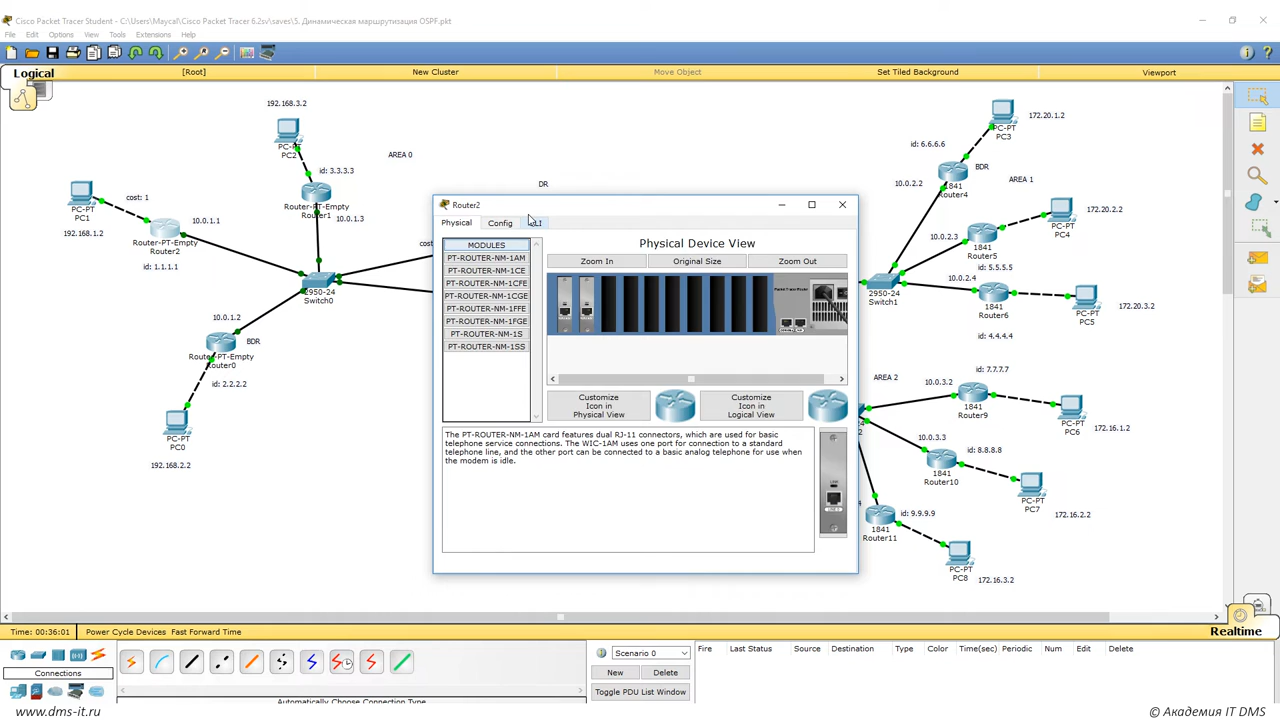 Cisco Packet Tracer Student - C:\Users\Maycal\Cisco Packet Tracer 6.2sv\saves\5. Динамическая маршрутизация OSPF.pkt
File Edit Options View Tools Extensions Help
Logical
[Root]
New Cluster
Move Object
Set Tiled Background
Viewport
192.168.3.2
PC2
id: 3.3.3.3
AREA 0
cost: 1
PC-PT
PC1
192.168.1.2
10.0.1.1
Router-PT-Empty
Router2
id: 1.1.1.1
Router-PT-Empty
Router1
10.0.1.3
DR
2950-24
Switch0
10.0.1.2
BDR
Router-PT-Empty
Router0
id: 2.2.2.2
PC-PT
PC0
192.168.2.2
Router2
Physical
Config
MODULES
PT-ROUTER-NM-1AM
PT-ROUTER-NM-1CE
PT-ROUTER-NM-1CFE
PT-ROUTER-NM-1CGE
PT-ROUTER-NM-1FFE
PT-ROUTER-NM-1FGE
PT-ROUTER-NM-1S
PT-ROUTER-NM-1SS
Physical Device View
Zoom In
Original Size
Zoom Out
Customize
Icon in
Physical View
Customize
Icon in
Logical View
The PT-ROUTER-NM-1AM card features dual RJ-11 connectors, which are used for basic
telephone service connections. The WIC-1AM uses one port for connection to a standard
telephone line, and the other port can be connected to a basic analog telephone for use when
the modem is idle.
172.20.1.2
PC-PT
PC3
id: 6.6.6.6
BDR
AREA 1
10.0.2.2
1841
Router4
172.20.2.2
PC-PT
PC4
10.0.2.3
1841
Router5
id: 5.5.5.5
10.0.2.4
2950-24
Switch1
1841
Router6
PC-PT
PC5
172.20.3.2
id: 4.4.4.4
AREA 2
id: 7.7.7.7
10.0.3.2
1841
Router9
PC-PT
PC6
172.16.1.2
10.0.3.3
id: 8.8.8.8
1841
Router10
PC-PT
PC7
172.16.2.2
id: 9.9.9.9
1841
Router11
PC-PT
PC8
172.16.3.2
Time: 00:36:01
Power Cycle Devices Fast Forward Time
Realtime
Connections
Automatically Choose Connection Type
Scenario 0
New
Delete
Toggle PDU List Window
Fire Last Status Source Destination Type Color Time(sec) Periodic Num Edit Delete
www.dms-it.ru
© Академия IT DMS